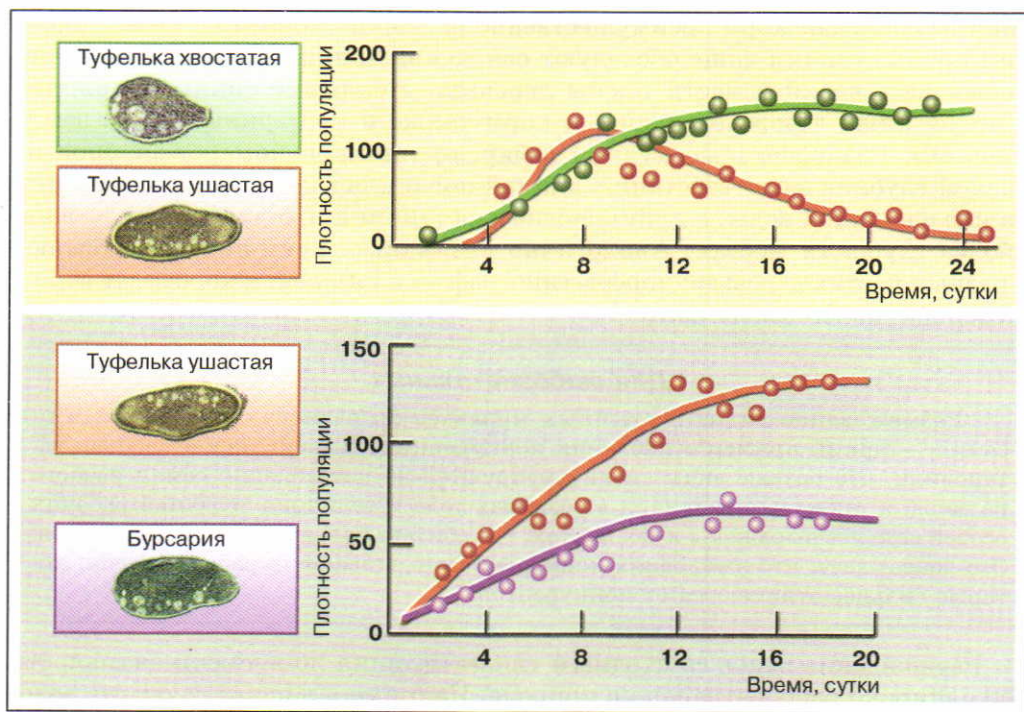 Туфелька хвостатая
Туфелька ушастая
Плотность популяции
200
100
0
4
8
12
16
20
24
Время, сутки
Туфелька ушастая
Бурсария
Плотность популяции
150
100
50
0
4
8
12
16
20
Время, сутки